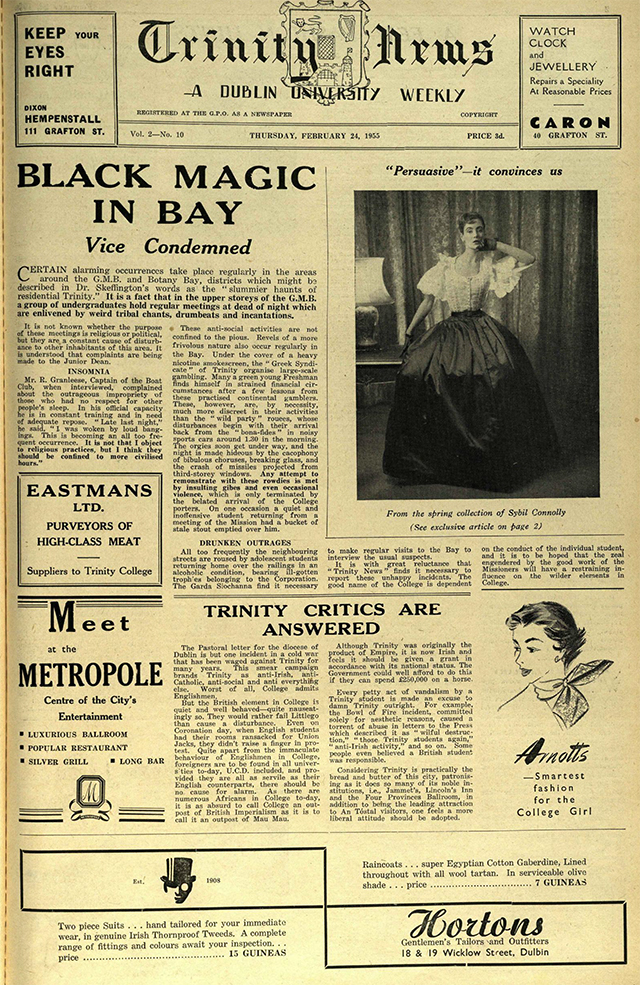 KEEP YOUR
EYES
RIGHT
DIXON
HEMPENSTALL
111 GRAFTON ST.
Trinity News
—A DUBLIN UNIVERSITY WEEKLY
REGISTERED AT THE G.P.O. AS A NEWSPAPER
COPYRIGHT
Vol. 2—No. 10
THURSDAY, FEBRUARY 24, 1955
PRICE 3d.
WATCH
CLOCK
and
JEWELLERY
Repairs a Speciality
At Reasonable Prices
CARON
40 GRAFTON ST.
BLACK MAGIC
IN BAY
Vice Condemned
CERTAIN alarming occurrences take place regularly in the areas
around the G.M.B. and Botany Bay, districts which might be
described in Dr. Skeffington's words as the "slummier haunts of
residential Trinity." It is a fact that in the upper storeys of the G.M.B.
a group of undergraduates hold regular meetings at dead of night which
are enlivened by weird tribal chants, drumbeats and incantations.
It is not known whether the purpose
of these meetings is religious or political,
but they are a constant cause of disturb-
ance to other inhabitants of this area. It
is understood that complaints are being
made to the Junior Dean.
INSOMNIA
Mr. R. Granleese, Captain of the Boat
Club, when interviewed, complained
about the outrageous impropriety of
those who had no respect for other
people's sleep. In his official capacity
he is in constant training and in need
of adequate repose. "Late last night,"
he said, "I was woken by loud bang-
ings. This is becoming an all too fre-
quent occurrence. It is not that I object
to religious practices, but I think they
should be confined to more civilised
hours."
These anti-social activities are not
confined to the pious. Revels of a more
frivolous nature also occur regularly in
the Bay. Under the cover of a heavy
nicotine smokescreen, the "Greek Syndi-
cate" of Trinity organise large-scale
gambling. Many a green young Freshman
finds himself in strained financial cir-
cumstances after a few lessons from
these practised continental gamblers.
These, however, are, by necessity,
much more discreet in their activities
than the "wild party" roues, whose
disturbances begin with their arrival
back from the "bona-fides" in noisy
sports cars around 1.30 in the morning.
The orgies soon get under way, and the
night is made hideous by the cacophony
of bibulous choruses, breaking glass, and
the crash of missiles projected from
third-storey windows. Any attempt to
remonstrate with these rowdies is met
by insulting gibes and even occasional
violence, which is only terminated by
the belated arrival of the College
porters. On one occasion a quiet and
inoffensive student returning from a
meeting of the Mission had a bucket of
stale stout emptied over him.
DRUNKEN OUTRAGES
All too frequently the neighbouring
streets are roused by adolescent students
returning home over the railings in an
alcoholic condition, bearing ill-gotten
trophies belonging to the Corporation.
The Garda Siochanna find it necessary
to make regular visits to the Bay to
interview the usual suspects.
It is with great reluctance that
"Trinity News" finds it necessary to
report these unhappy incidents. The
good name of the College is dependent
on the conduct of the individual student,
and it is to be hoped that the zeal
engendered by the good work of the
Missioners will have a restraining in-
fluence on the wilder elements in
College.
"Persuasive"—it convinces us
From the spring collection of Sybil Connolly
(See exclusive article on page 2)
EASTMANS
LTD.
PURVEYORS OF
HIGH-CLASS MEAT
Suppliers to Trinity College
Meet
at the
METROPOLE
Centre of the City's
Entertainment
LUXURIOUS BALLROOM
POPULAR RESTAURANT
SILVER GRILL LONG BAR
M
TRINITY CRITICS ARE
ANSWERED
The Pastoral letter for the diocese of
Dublin is but one incident in a cold war
that has been waged against Trinity for
many years. This smear campaign
brands Trinity as anti-Irish, anti-
Catholic, anti-social and anti everything
else. Worst of all, College admits
Englishmen.
But the British element in College is
quiet and well behaved—quite nauseat-
ingly so. They would rather fail Littlego
than cause a disturbance. Even on
Coronation day, when English students
had their rooms ransacked for Union
Jacks, they didn't raise a finger in pro-
test. Quite apart from the immaculate
behaviour of Englishmen in College,
foreigners are to be found in all univer-
sities to-day, U.C.D. included, and pro-
vided they are all as servile as their
English counterparts, there should be
no cause for alarm. As there are
numerous Africans in College to-day,
it is as absurd to call College an out-
post of British Imperialism as it is to
call it an outpost of Mau Mau.
Although Trinity was originally the
product of Empire, it is now Irish and
feels it should be given a grant in
accordance with its national status. The
Government could well afford to do this
if they can spend £250,000 on a horse.
Every petty act of vandalism by a
Trinity student is made an excuse to
damn Trinity outright. For example,
the Bowl of Fire incident, committed
solely for aesthetic reasons, caused a
torrent of abuse in letters to the Press
which described it as "wilful destruc-
tion," "those Trinity students again,"
"anti-Irish activity," and so on. Some
people even believed a British student
was responsible.
Considering Trinity is practically the
bread and butter of this city, patronis-
ing as it does so many of its noble in-
stitutions, i.e., Jammet's, Lincoln's Inn
and the Four Provinces Ballroom, in
addition to being the leading attraction
to An Tóstal visitors, one feels a more
liberal attitude should be adopted.
Arnotts
—Smartest
fashion
for the
College Girl
Est. 1908
Two piece Suits . . . hand tailored for your immediate
wear, in genuine Irish Thornproof Tweeds. A complete
range of fittings and colours await your inspection. . .
price ........................................ 15 GUINEAS
Raincoats . . . super Egyptian Cotton Gaberdine, Lined
throughout with all wool tartan. In serviceable olive
shade . . . price ............................ 7 GUINEAS
Hortons
Gentlemen's Tailors and Outfitters
18 & 19 Wicklow Street, Dublin